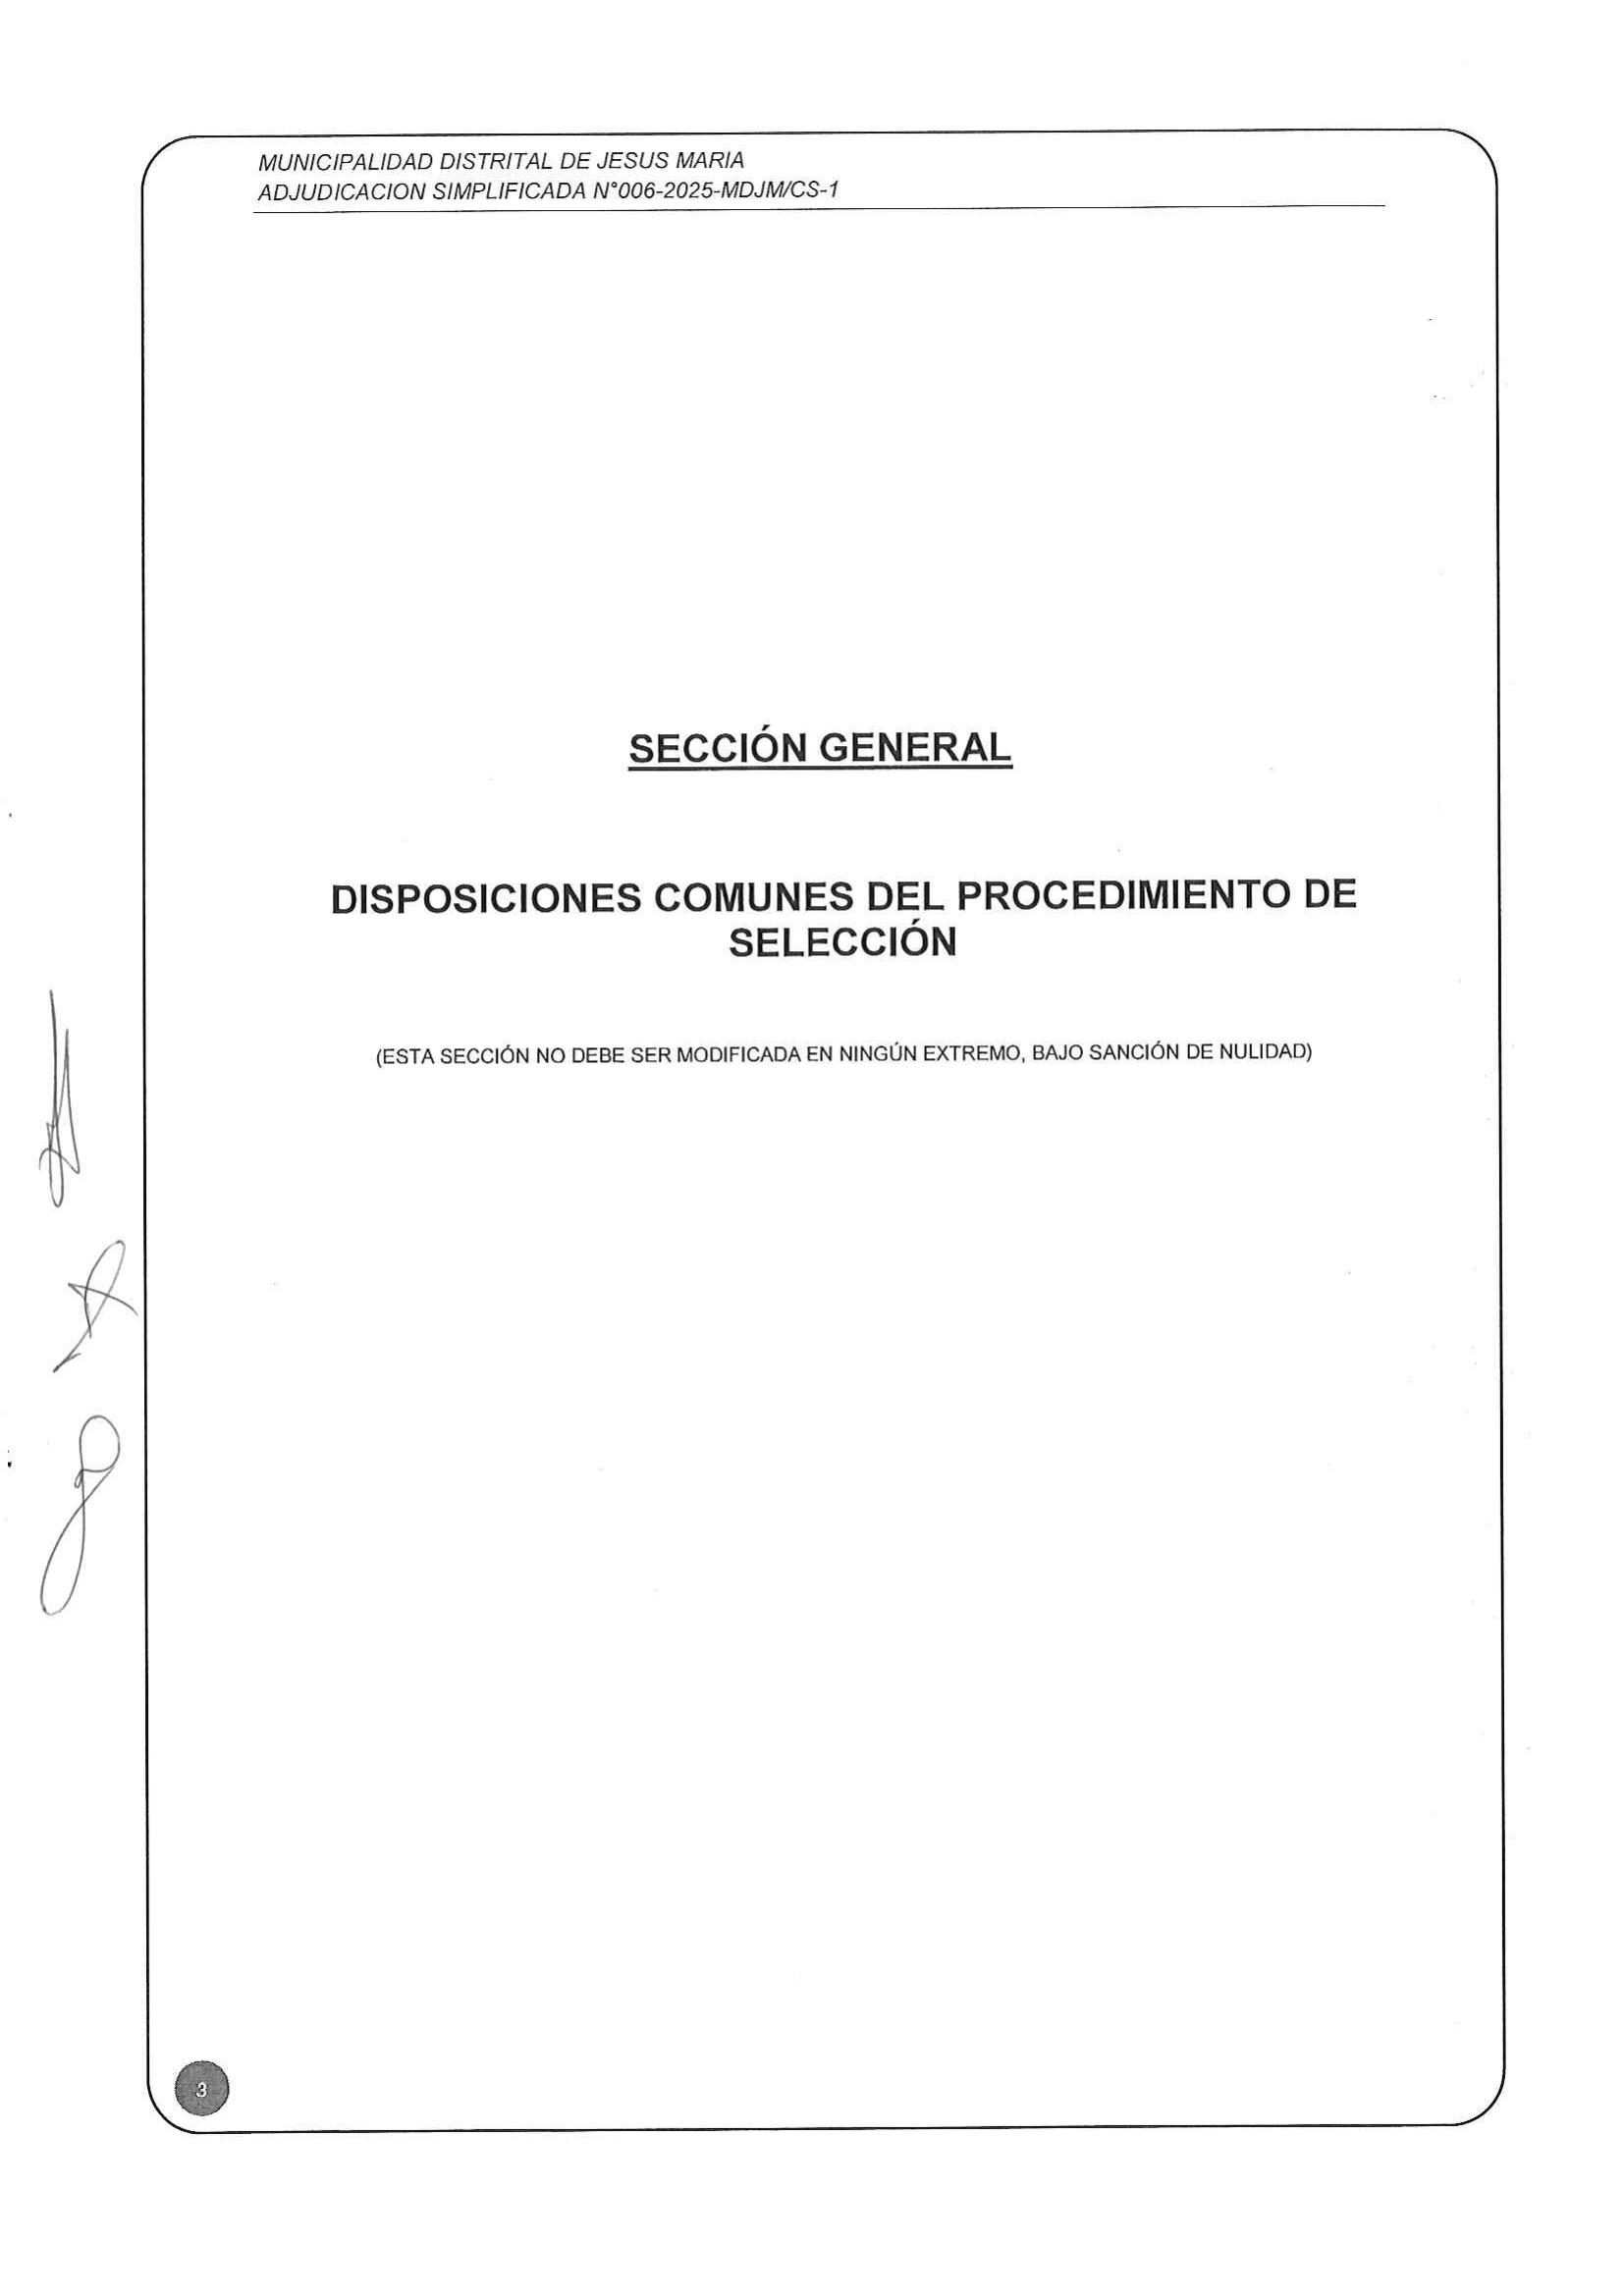 MUNICIPALIDAD DISTRITAL DE JESUS MARIA
ADJUDICACION SIMPLIFICADA N°006-2025-MDJM/CS-1
SECCIÓN GENERAL
DISPOSICIONES COMUNES DEL PROCEDIMIENTO DE
SELECCIÓN
(ESTA SECCIÓN NO DEBE SER MODIFICADA EN NINGÚN EXTREMO, BAJO SANCIÓN DE NULIDAD)
3